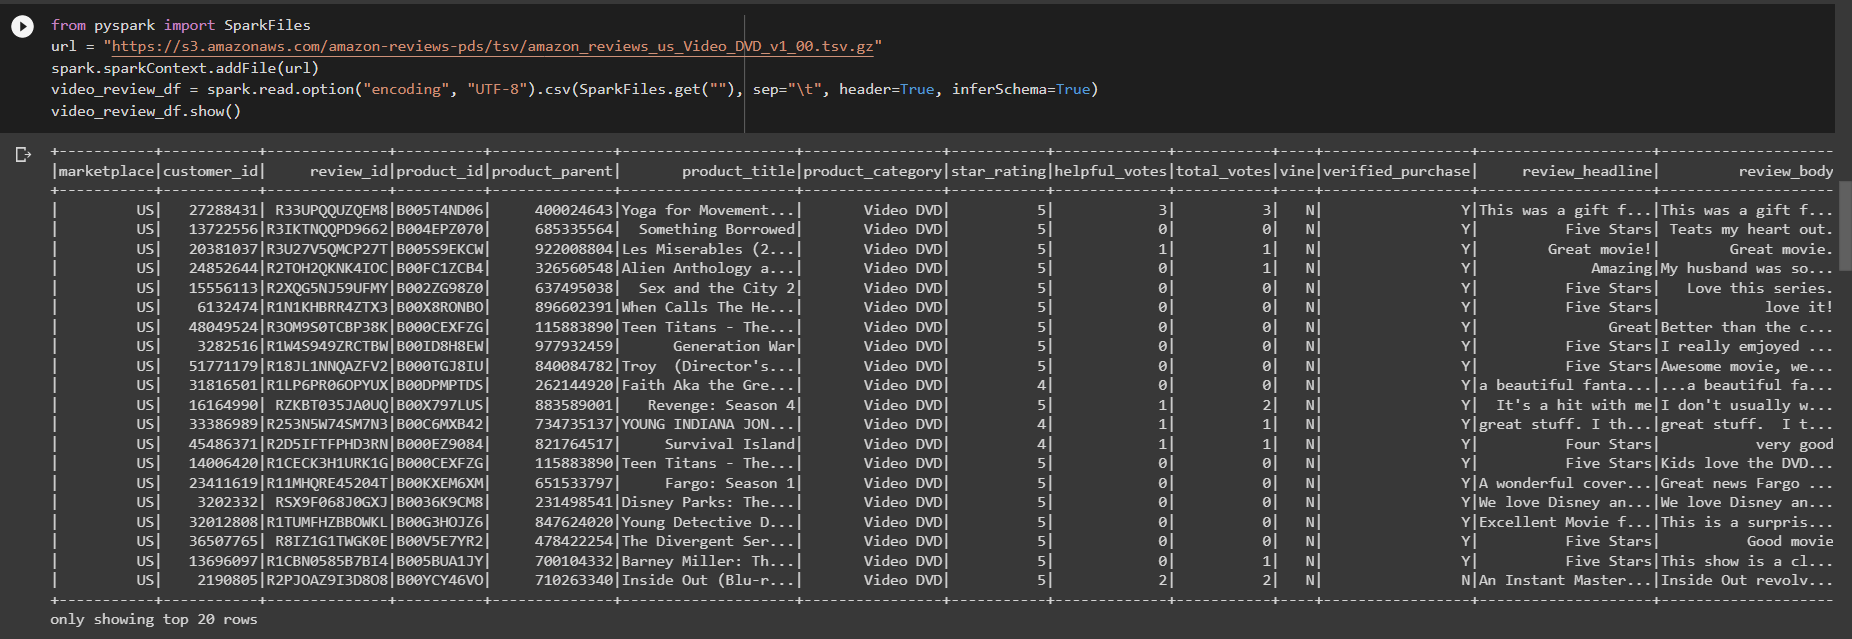 from pyspark import SparkFiles
url = "https://s3.amazonaws.com/amazon-reviews-pds/tsv/amazon_reviews_us_Video_DVD_v1_00.tsv.gz"
spark.sparkContext.addFile(url)
video_review_df = spark.read.option("encoding", "UTF-8").csv(SparkFiles.get(""), sep="\t", header=True, inferSchema=True)
video_review_df.show()
+-----------+-----------+--------------+----------+--------------+--------------------+----------------+-----------+-------------+-----------+----+-----------------+--------------------+--------------------
|marketplace|customer_id|     review_id|product_id|product_parent|       product_title|product_category|star_rating|helpful_votes|total_votes|vine|verified_purchase|     review_headline|         review_body
+-----------+-----------+--------------+----------+--------------+--------------------+----------------+-----------+-------------+-----------+----+-----------------+--------------------+--------------------
|         US|   27288431| R33UPQQUZQEM8|B005T4ND06|     400024643|Yoga for Movement...|       Video DVD|          5|            3|          3|   N|                Y|This was a gift f...|This was a gift f...
|         US|   13722556|R3IKTNQQPD9662|B004EPZ070|     685335564|  Something Borrowed|       Video DVD|          5|            0|          0|   N|                Y|          Five Stars| Teats my heart out.
|         US|   20381037|R3U27V5QMCP27T|B005S9EKCW|     922008804|Les Miserables (2...|       Video DVD|          5|            1|          1|   N|                Y|        Great movie!|        Great movie.
|         US|   24852644|R2TOH2QKNK4IOC|B00FC1ZCB4|     326560548|Alien Anthology a...|       Video DVD|          5|            0|          1|   N|                Y|             Amazing|My husband was so...
|         US|   15556113|R2XQG5NJ59UFMY|B002ZG98Z0|     637495038|  Sex and the City 2|       Video DVD|          5|            0|          0|   N|                Y|          Five Stars|   Love this series.
|         US|    6132474|R1N1KHBRR4ZTX3|B00X8RONBO|     896602391|When Calls The He...|       Video DVD|          5|            0|          0|   N|                Y|          Five Stars|            love it!
|         US|   48049524|R3OM9S0TCBP38K|B000CEXFZG|     115883890|Teen Titans - The...|       Video DVD|          5|            0|          0|   N|                Y|               Great|Better than the c...
|         US|    3282516|R1W4S949ZRCTBW|B00ID8H8EW|     977932459|      Generation War|       Video DVD|          5|            0|          0|   N|                Y|          Five Stars|I really emjoyed ...
|         US|   51771179|R18JL1NNQAZFV2|B000TGJ8IU|     840084782|Troy  (Director's...|       Video DVD|          5|            0|          0|   N|                Y|          Five Stars|Awesome movie, we...
|         US|   31816501|R1LP6PR06OPYUX|B00DPMPTDS|     262144920|Faith Aka the Gre...|       Video DVD|          4|            0|          0|   N|                Y|a beautiful fanta...|...a beautiful fa...
|         US|   16164990| RZKBT035JA0UQ|B00X797LUS|     883589001|   Revenge: Season 4|       Video DVD|          5|            1|          2|   N|                Y|  It's a hit with me|I don't usually w...
|         US|   33386989|R253N5W74SM7N3|B00C6MXB42|     734735137|YOUNG INDIANA JON...|       Video DVD|          4|            1|          1|   N|                Y|great stuff. I th...|great stuff.  I t...
|         US|   45486371|R2D5IFTFPHD3RN|B000EZ9084|     821764517|     Survival Island|       Video DVD|          4|            1|          1|   N|                Y|          Four Stars|           very good
|         US|   14006420|R1CECK3H1URK1G|B000CEXFZG|     115883890|Teen Titans - The...|       Video DVD|          5|            0|          0|   N|                Y|          Five Stars|Kids love the DVD...
|         US|   23411619|R11MHQRE45204T|B00KXEM6XM|     651533797|     Fargo: Season 1|       Video DVD|          5|            0|          0|   N|                Y|A wonderful cover...|Great news Fargo ...
|         US|    3202332| RSX9F068J0GXJ|B0036K9CM8|     231498541|Disney Parks: The...|       Video DVD|          5|            0|          0|   N|                Y|We love Disney an...|We love Disney an...
|         US|   32012808|R1TUMFHZBBOWKL|B00G3HOJZ6|     847624020|Young Detective D...|       Video DVD|          5|            0|          0|   N|                Y|Excellent Movie f...|This is a surpris...
|         US|   36507765| R8IZ1G1TWGK0E|B00V5E7YR2|     478422254|The Divergent Ser...|       Video DVD|          5|            0|          0|   N|                Y|          Five Stars|          Good movie
|         US|   13696097|R1CBN0585B7BI4|B005BUA1JY|     700104332|Barney Miller: Th...|       Video DVD|          5|            0|          1|   N|                Y|          Five Stars|This show is a cl...
|         US|    2190805|R2PJOAZ9I3D8O8|B00YCY46VO|     710263340|Inside Out (Blu-r...|       Video DVD|          5|            2|          2|   N|                N|An Instant Master...|Inside Out revolv...
+-----------+-----------+--------------+----------+--------------+--------------------+----------------+-----------+-------------+-----------+----+-----------------+--------------------+--------------------
only showing top 20 rows